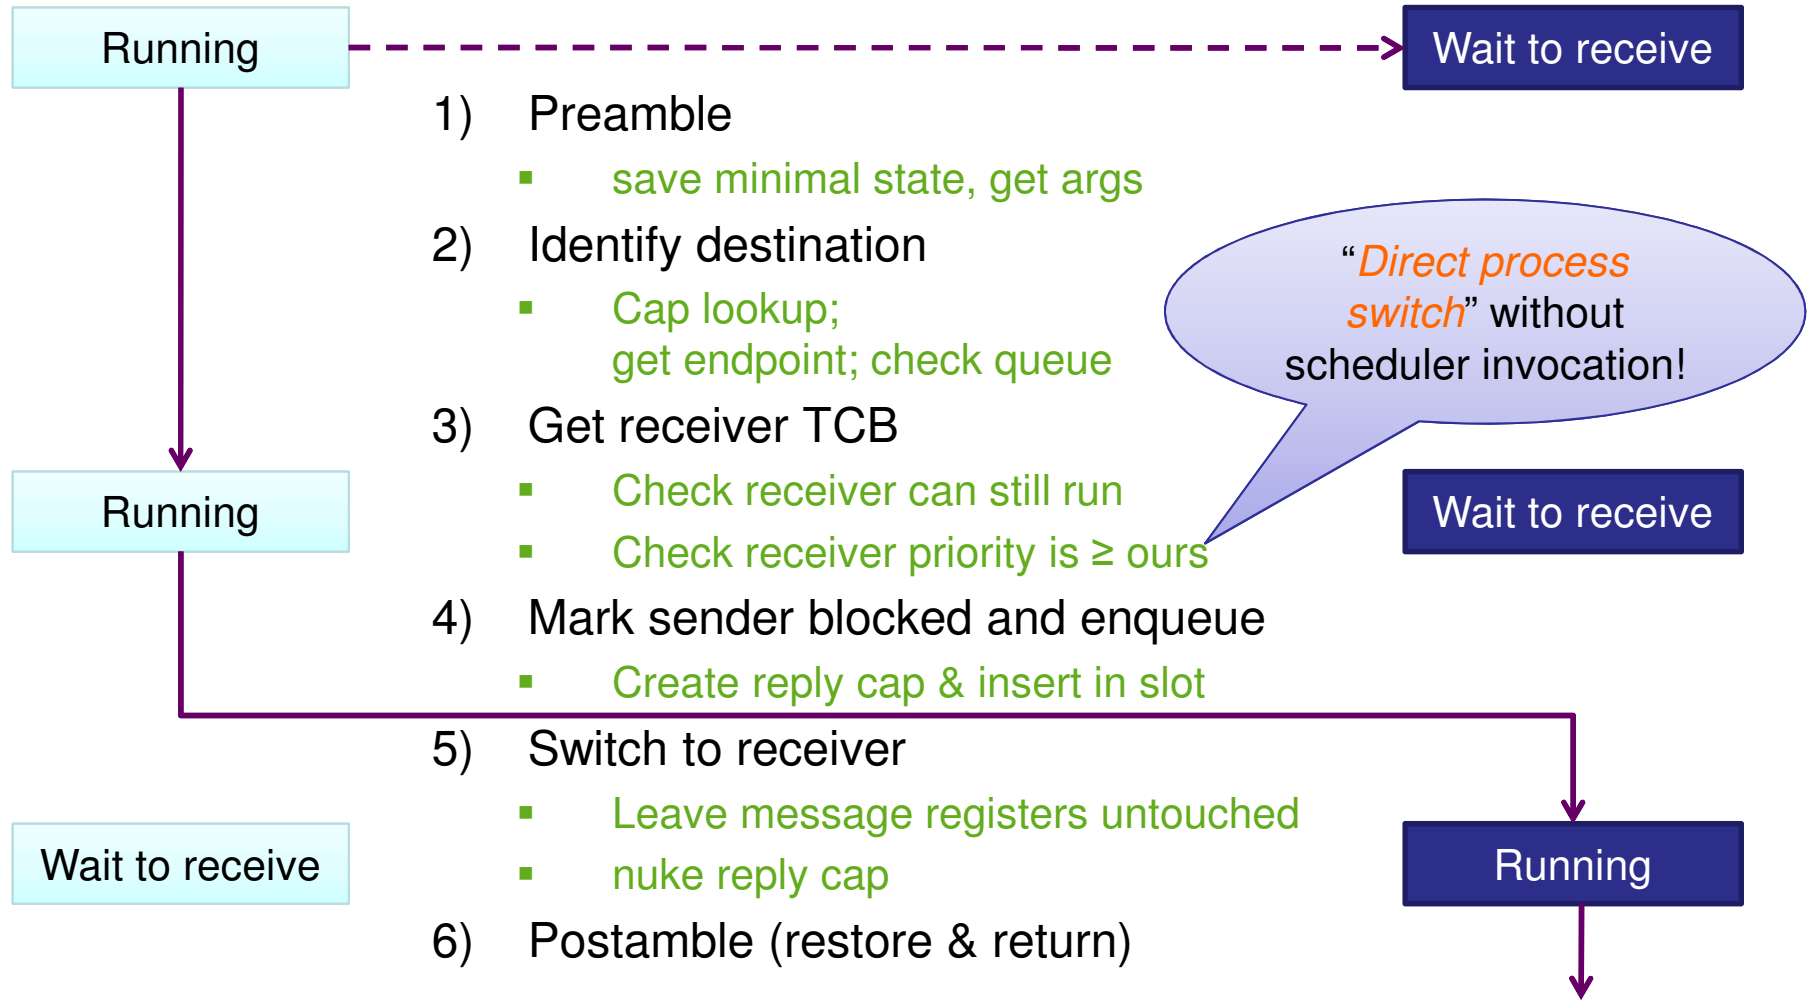 Running
Wait to receive
1) Preamble
▪ save minimal state, get args
2) Identify destination
▪ Cap lookup;
get endpoint; check queue
“Direct process
switch” without
scheduler invocation!
3) Get receiver TCB
▪ Check receiver can still run
Running
Wait to receive
▪ Check receiver priority is ≥ ours
4) Mark sender blocked and enqueue
▪ Create reply cap & insert in slot
5) Switch to receiver
▪ Leave message registers untouched
Wait to receive
Running
▪ nuke reply cap
6) Postamble (restore & return)